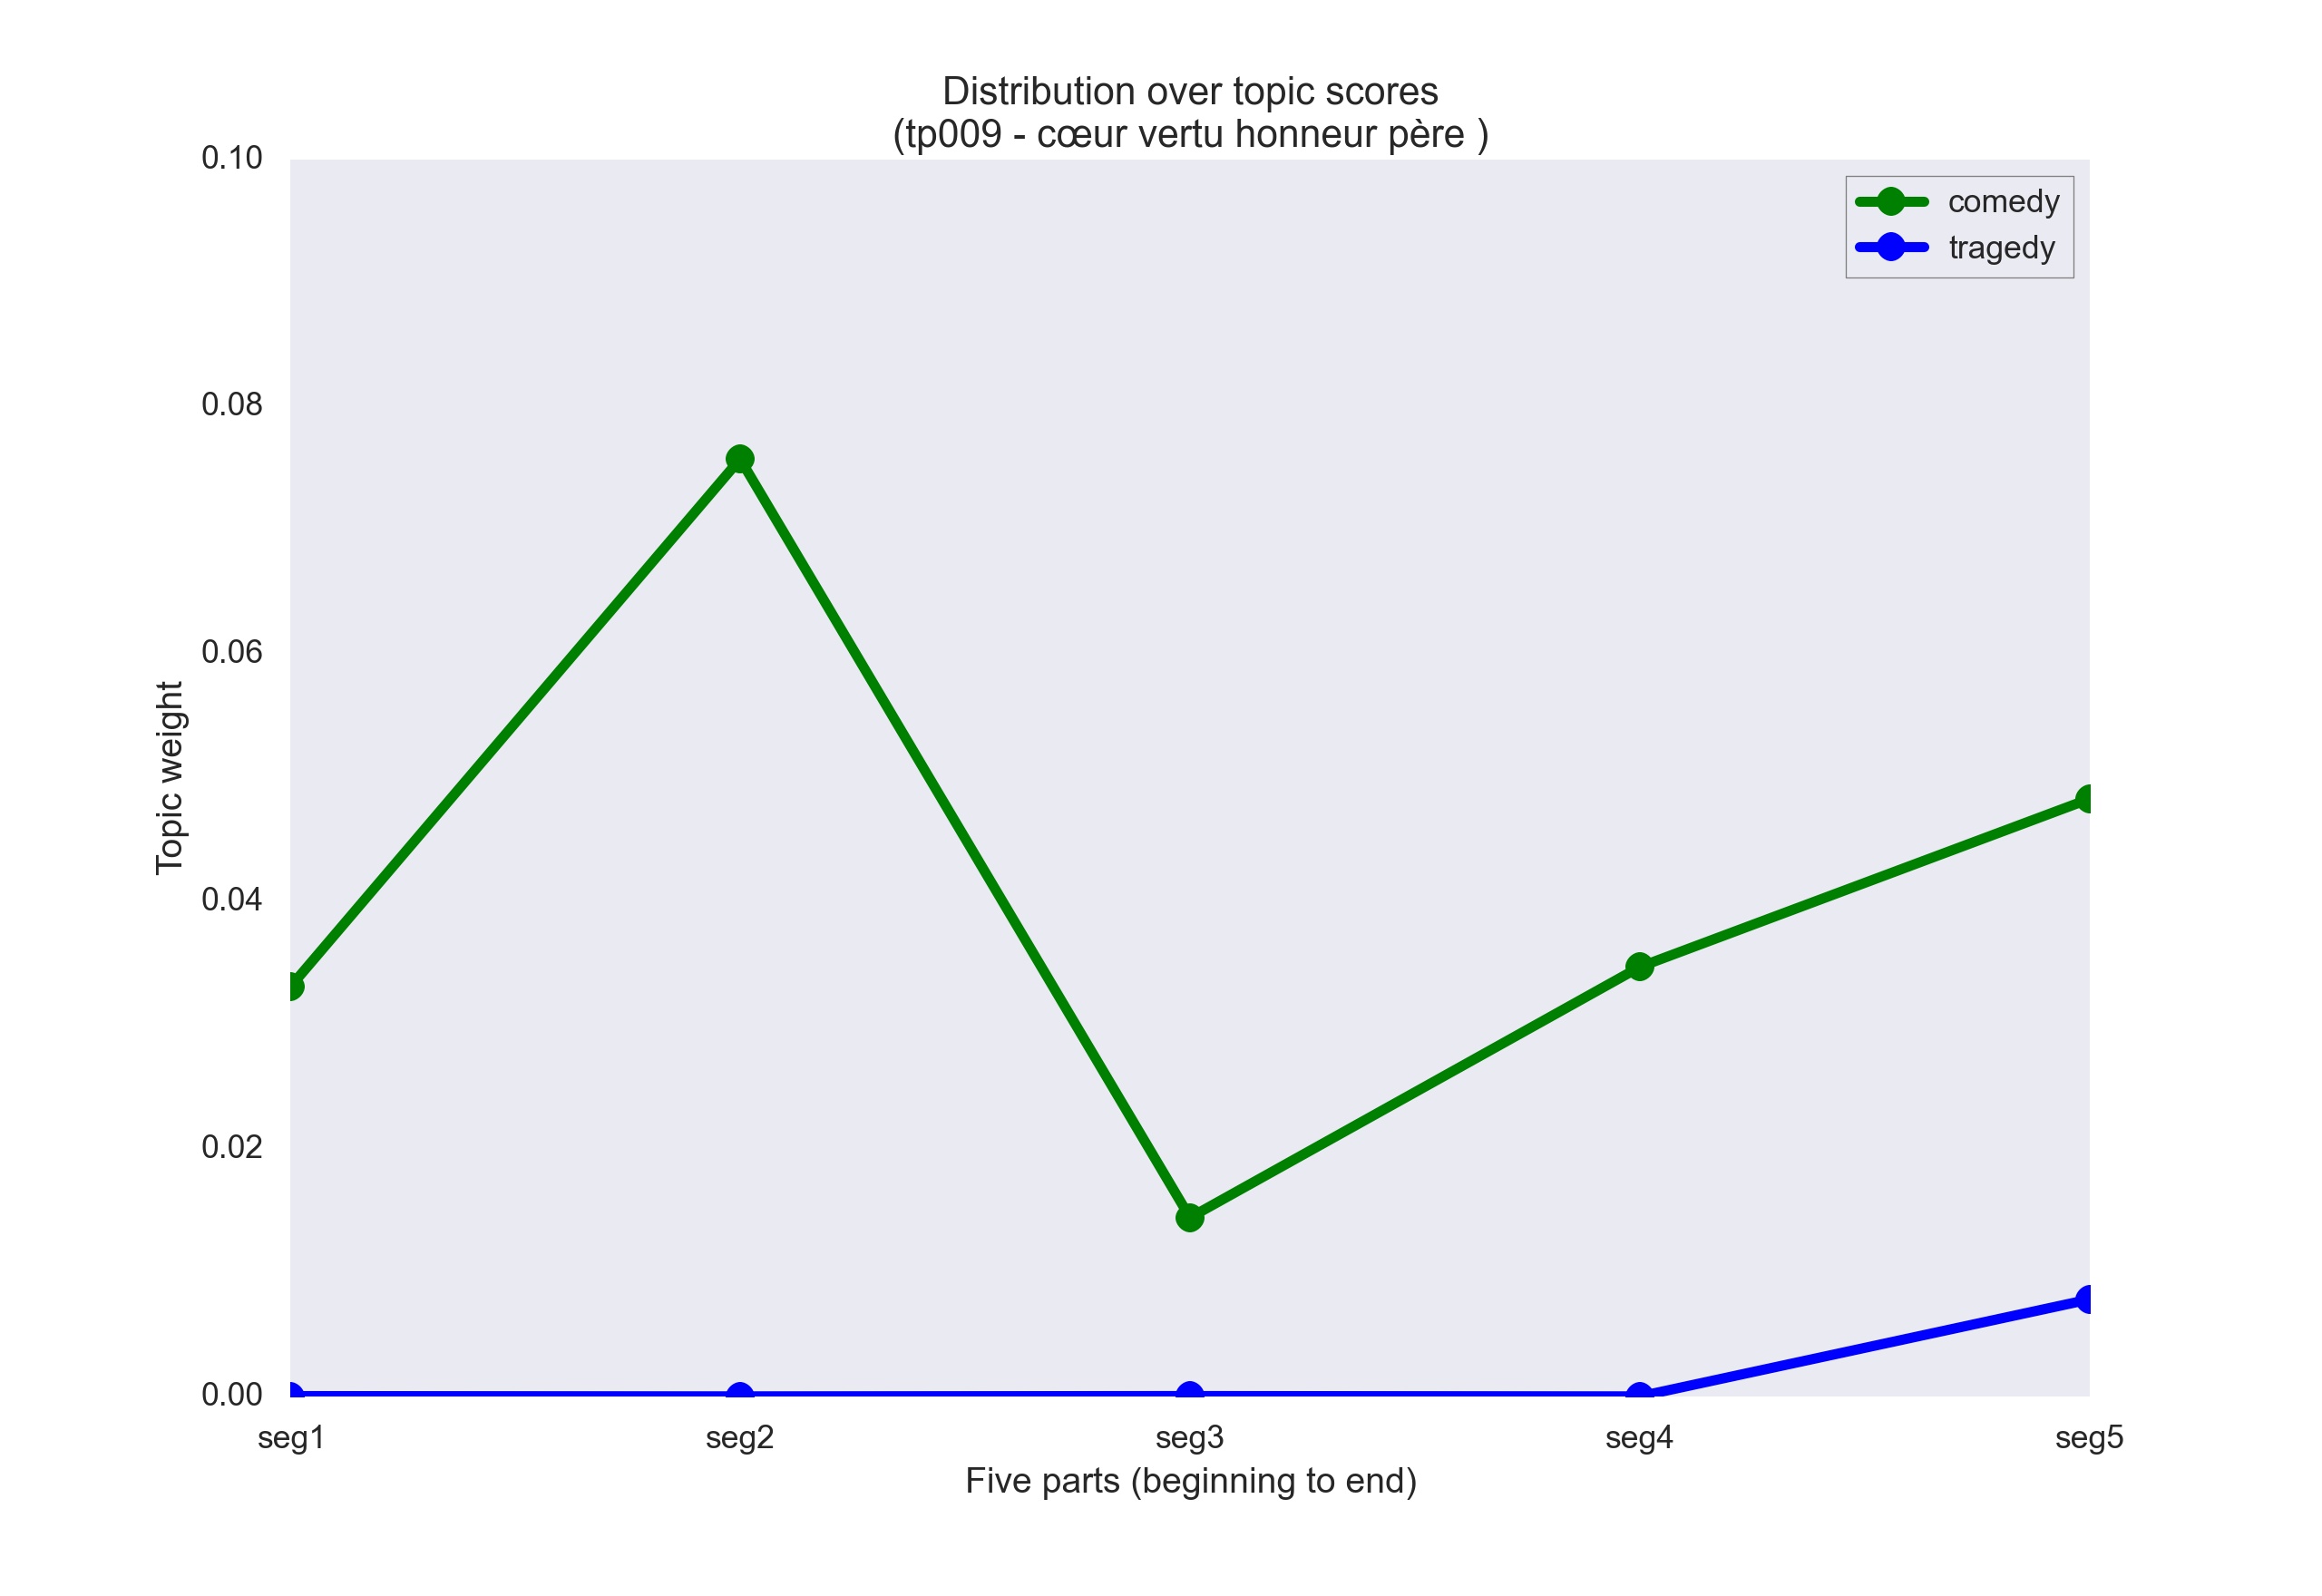 Distribution over topic scores
(tp009 - cœur vertu honneur père )
0.10
0.08
0.06
0.04
0.02
0.00
Topic weight
comedy
tragedy
seg1 seg2 seg3 seg4 seg5
Five parts (beginning to end)